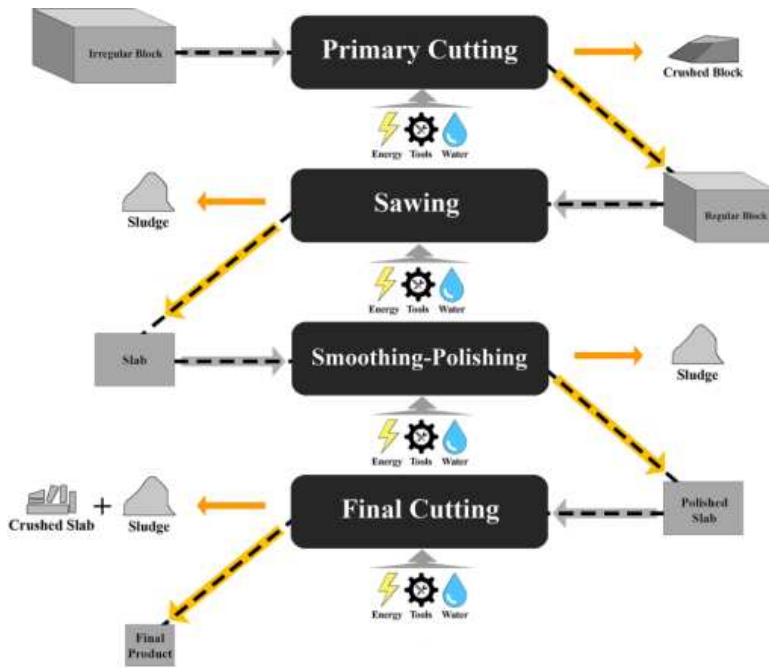 Irregular Block
Primary Cutting
Crushed Block
Energy Tools Water
Sludge
Sawing
Regular Block
Energy Tools Water
Slab
Smoothing-Polishing
Sludge
Energy Tools Water
Crushed Slab
+
Sludge
Final Cutting
Polished
Slab
Energy Tools Water
Final
Product